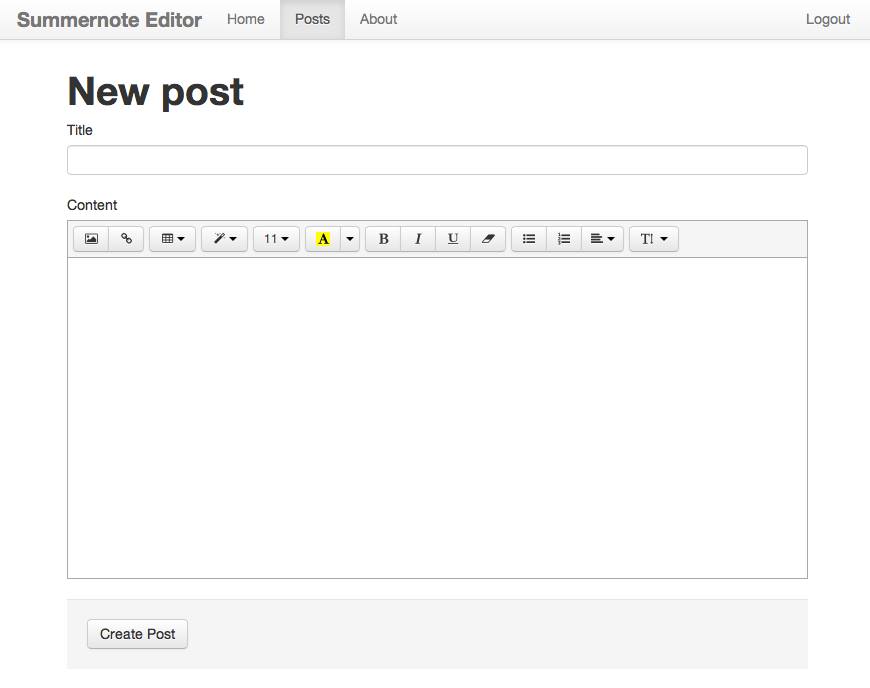 Summernote Editor Home Posts About Logout
New post
Title
Content
11 A B I U T!
Create Post